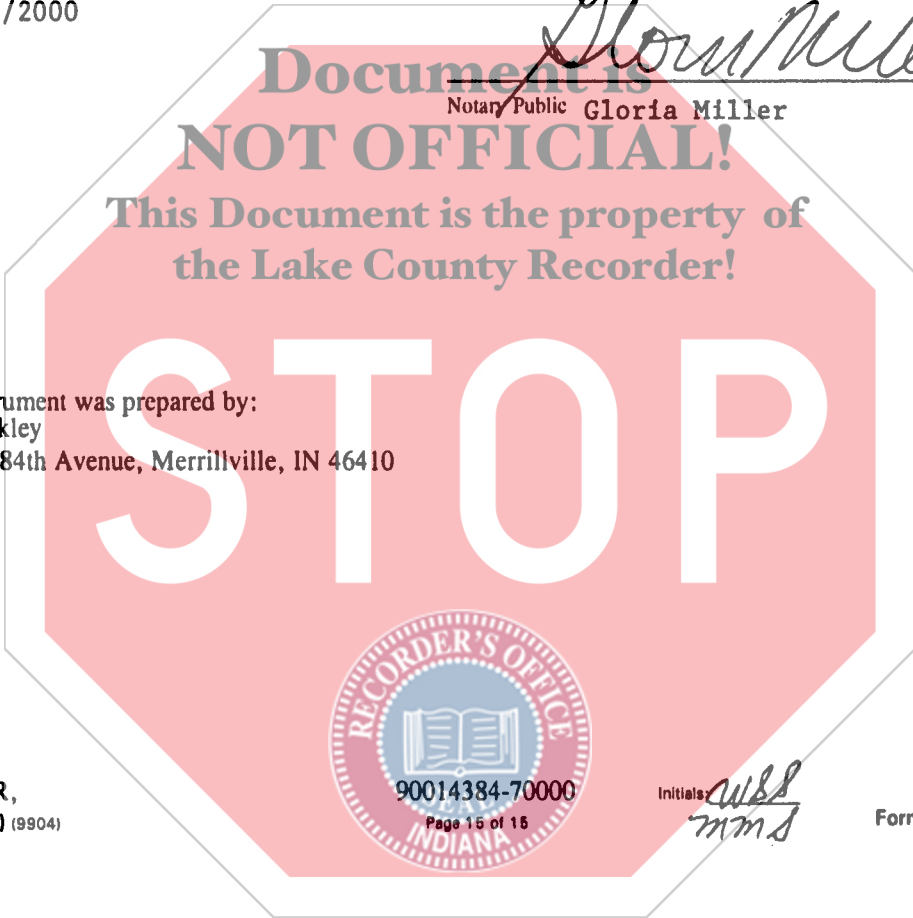 /2000
Document is
Notary Public Gloria Miller
NOT OFFICIAL!
This Document is the property of
the Lake County Recorder!
STOP
ument was prepared by:
kley
84th Avenue, Merrillville, IN 46410
RECORDER'S OFFICE
R,
) (9904)
90014384-70000
Page 15 of 15
INDIANA
Initials: WSS
MMS
Forr